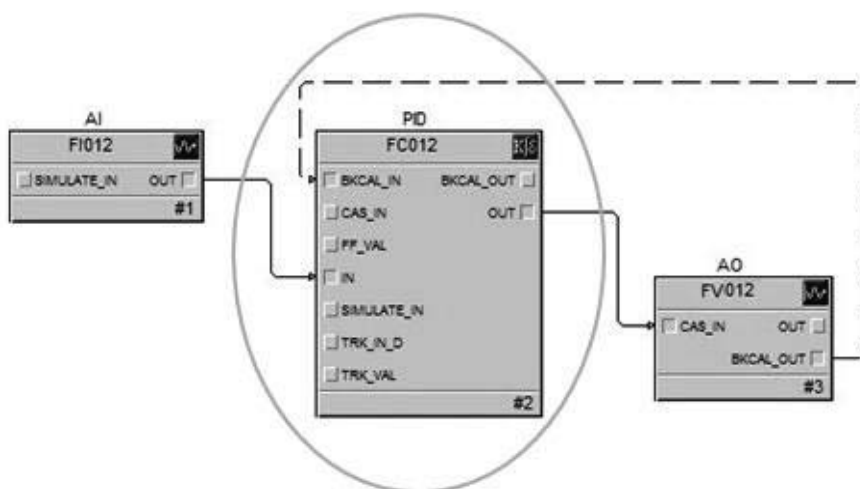 AI
FI012
SIMULATE_IN OUT
#1
PID
FC012
BKCAL_IN BKCAL_OUT
CAS_IN OUT
FF_VAL
IN
SIMULATE_IN
TRK_IN_D
TRK_VAL
#2
AO
FV012
CAS_IN OUT
BKCAL_OUT
#3